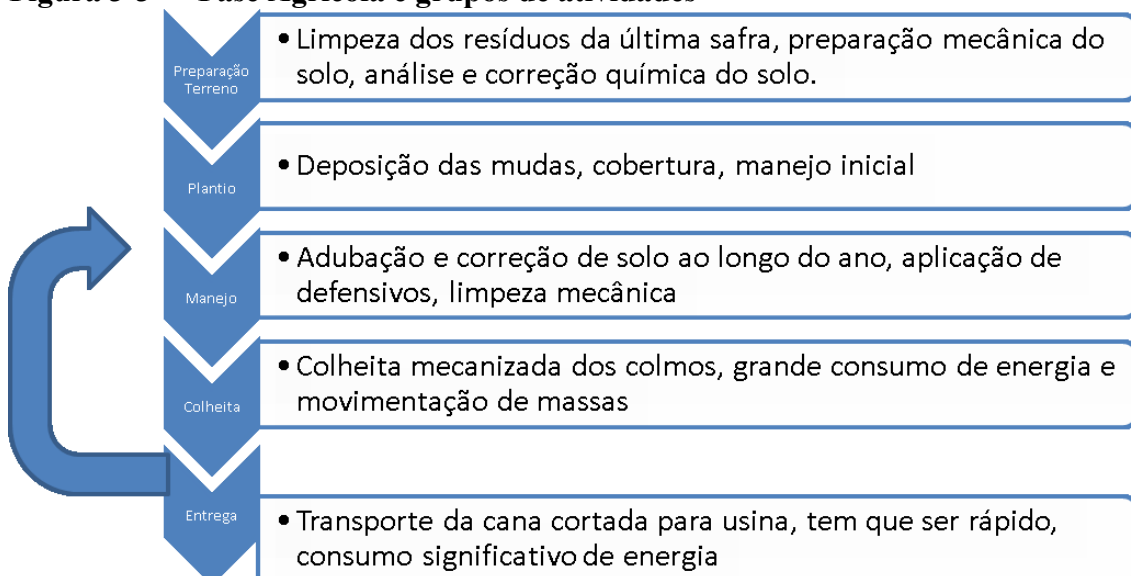 Preparação
Terreno
• Limpeza dos resíduos da última safra, preparação mecânica do
solo, análise e correção química do solo.
Plantio
• Deposição das mudas, cobertura, manejo inicial
Manejo
• Adubação e correção de solo ao longo do ano, aplicação de
defensivos, limpeza mecânica
Colheita
• Colheita mecanizada dos colmos, grande consumo de energia e
movimentação de massas
Entrega
• Transporte da cana cortada para usina, tem que ser rápido,
consumo significativo de energia